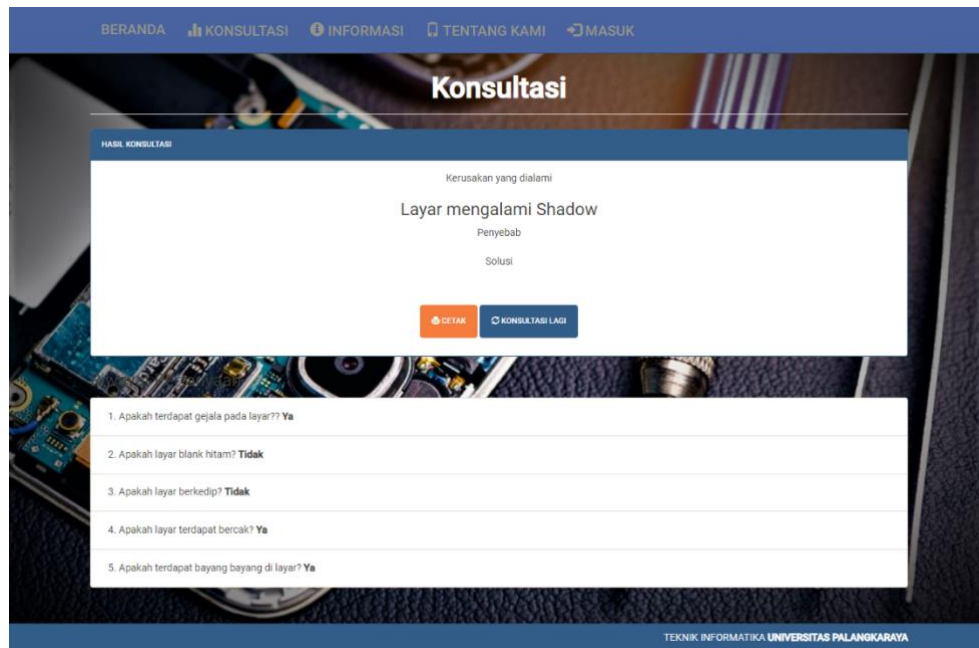 BERANDA KONSULTASI INFORMASI TENTANG KAMI MASUK
Konsultasi
HASIL KONSULTASI
Kerusakan yang dialami
Layar mengalami Shadow
Penyebab
Solusi
CETAK KONSULTASI LAGI
1. Apakah terdapat gejala pada layar?? Ya
2. Apakah layar blank hitam? Tidak
3. Apakah layar berkedip? Tidak
4. Apakah layar terdapat bercak? Ya
5. Apakah terdapat bayang bayang di layar? Ya
TEKNIK INFORMATIKA UNIVERSITAS PALANGKARAYA